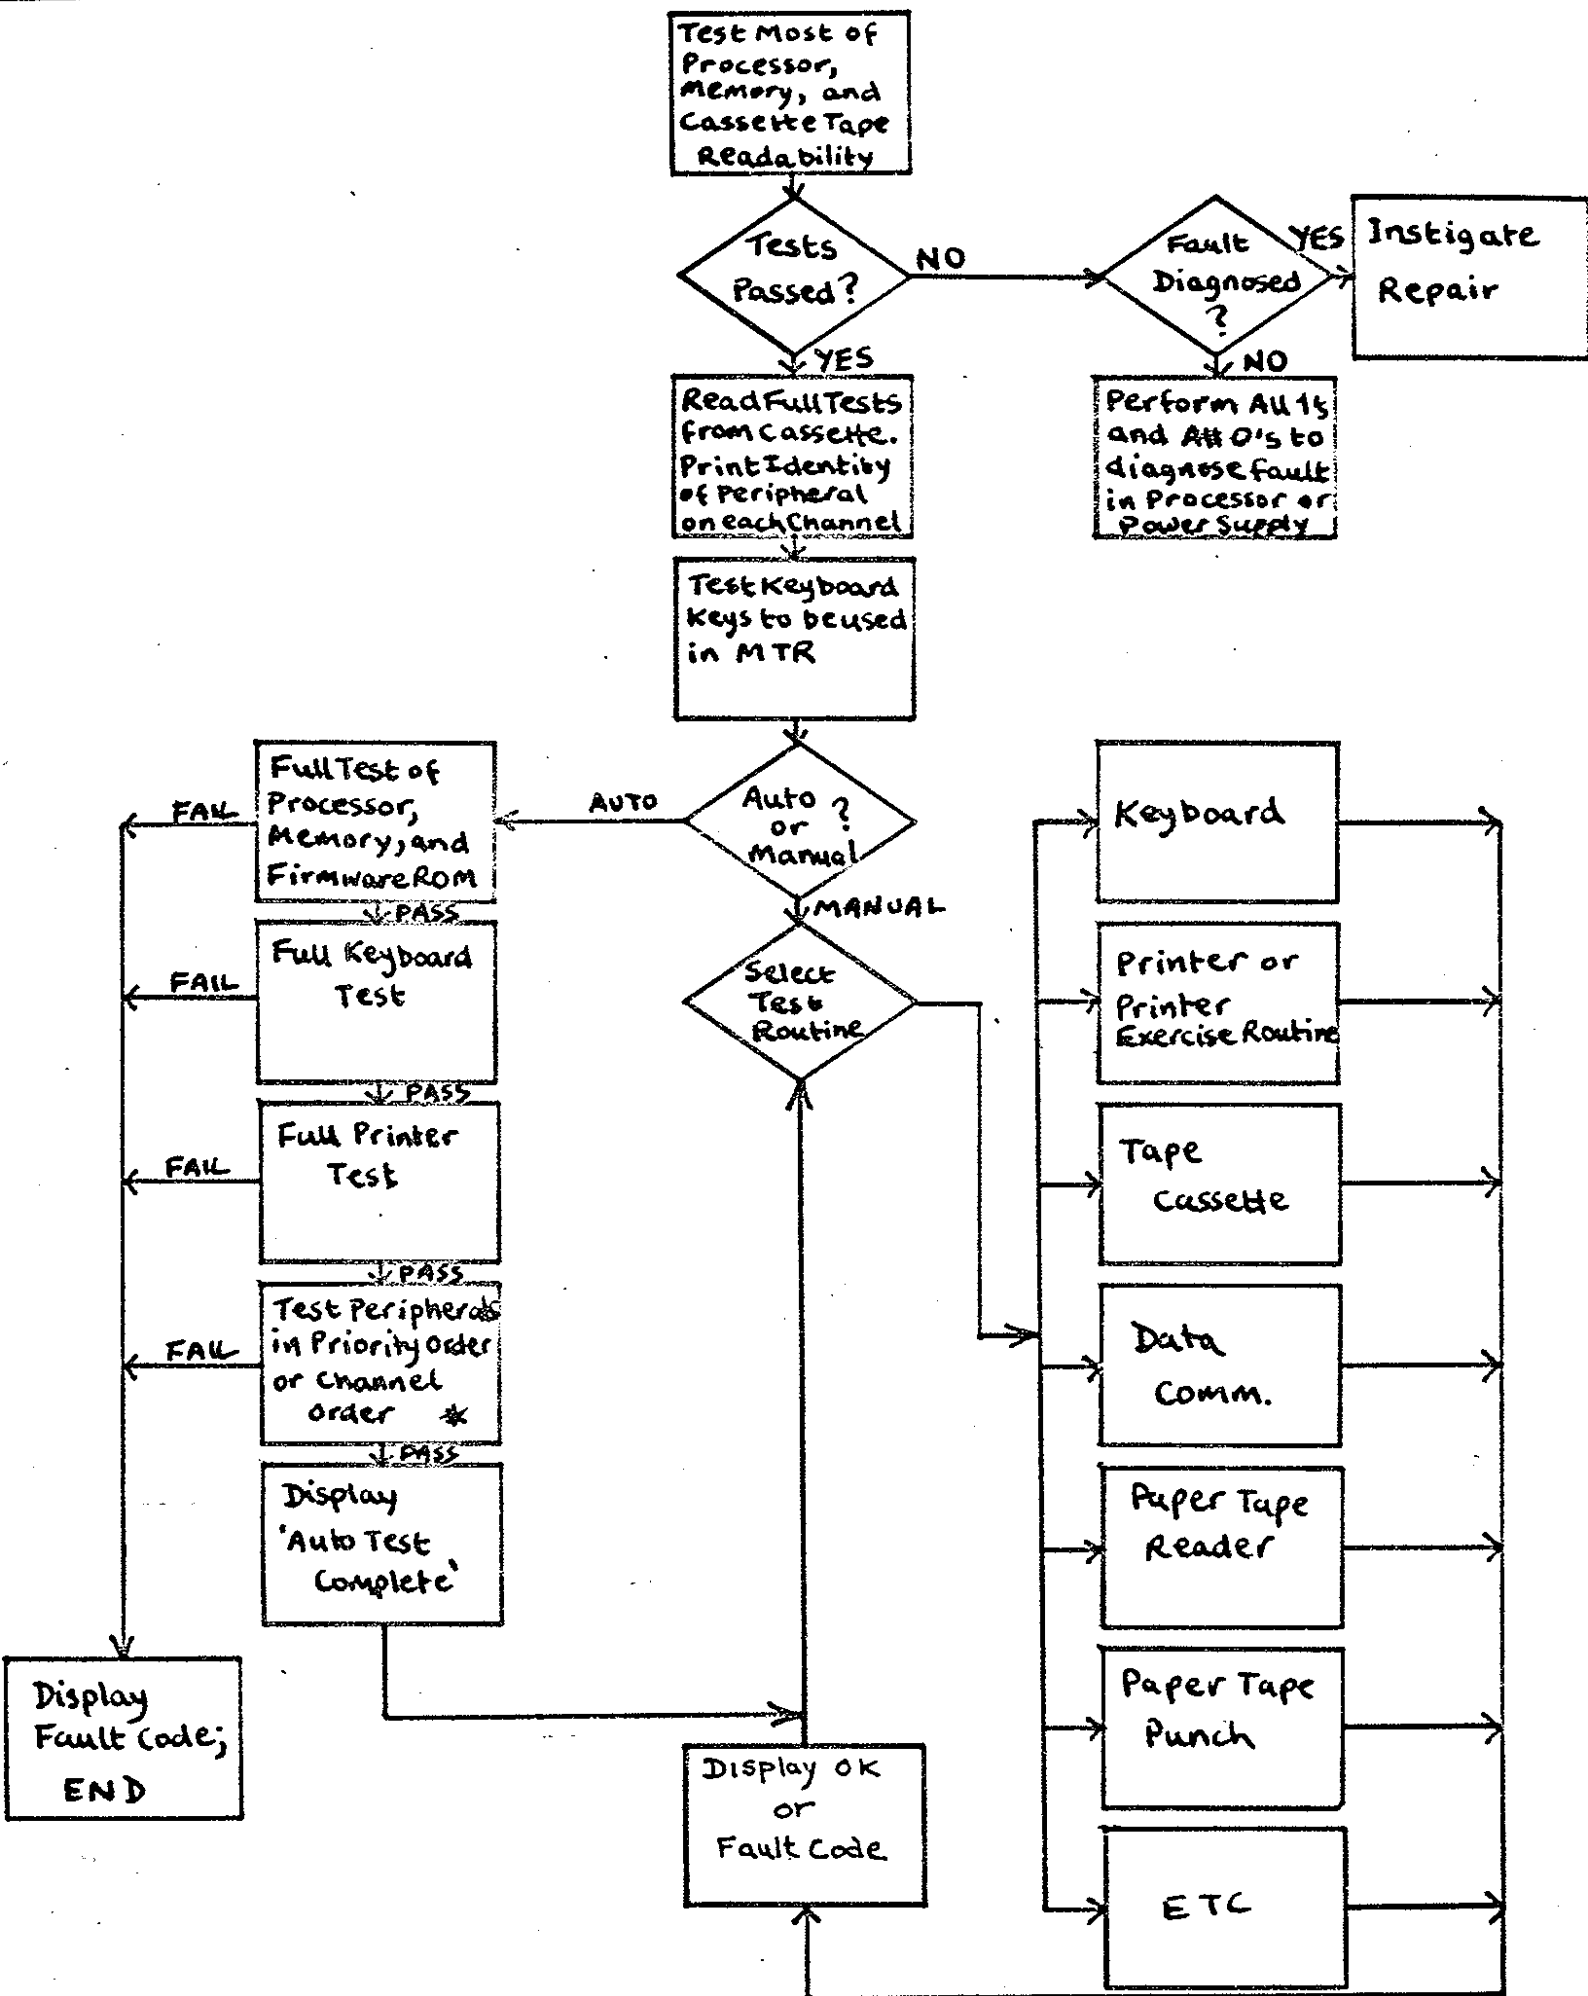 Test Most of
Processor,
Memory, and
Cassette Tape
Readability
Tests
Passed?
NO
Fault
Diagnosed
?
YES
Instigate
Repair
YES
NO
Read Full Tests
from Cassette.
Print Identity
of Peripheral
on each Channel
Perform All 1s
and All 0's to
diagnose fault
in Processor or
Power Supply
Test Keyboard
Keys to be used
in MTR
Auto ?
or
Manual
AUTO
MANUAL
Full Test of
Processor,
Memory, and
Firmware ROM
FAIL
PASS
Full Keyboard
Test
FAIL
PASS
Full Printer
Test
FAIL
PASS
Test Peripherals
in Priority Order
or Channel
Order *
FAIL
PASS
Display
'Auto Test
Complete'
Display
Fault Code;
END
Select
Test
Routine
Display OK
or
Fault Code
Keyboard
Printer or
Printer
Exercise Routine
Tape
Cassette
Data
Comm.
Paper Tape
Reader
Paper Tape
Punch
ETC